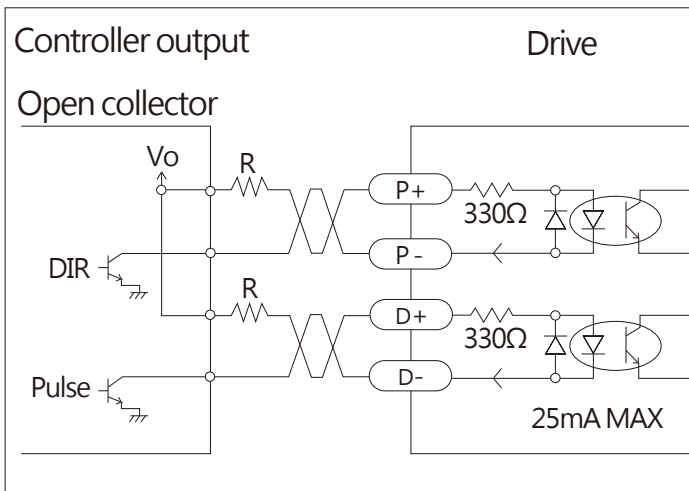 Controller output
Drive
Open collector
Vo
R
P+
330Ω
P-
DIR
R
D+
330Ω
Pulse
D-
25mA MAX